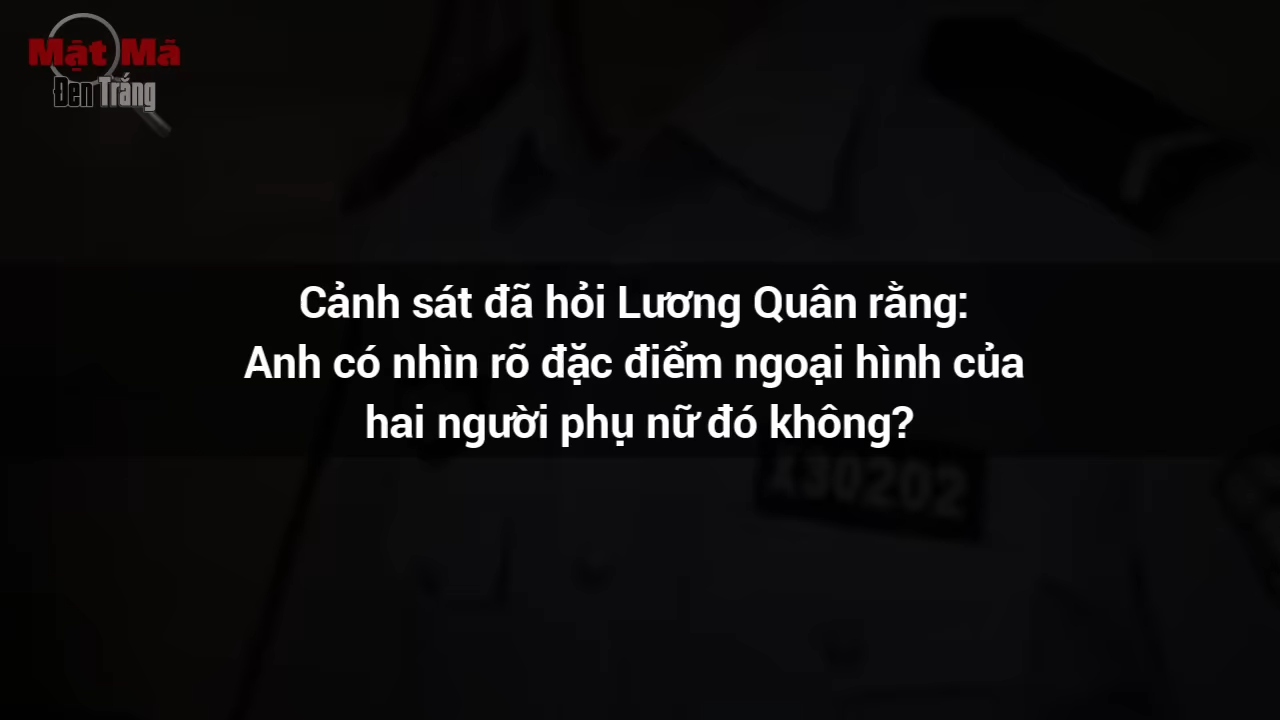 Mật Mã
Đen Trắng
Cảnh sát đã hỏi Lương Quân rằng:
Anh có nhìn rõ đặc điểm ngoại hình của
hai người phụ nữ đó không?
X30202